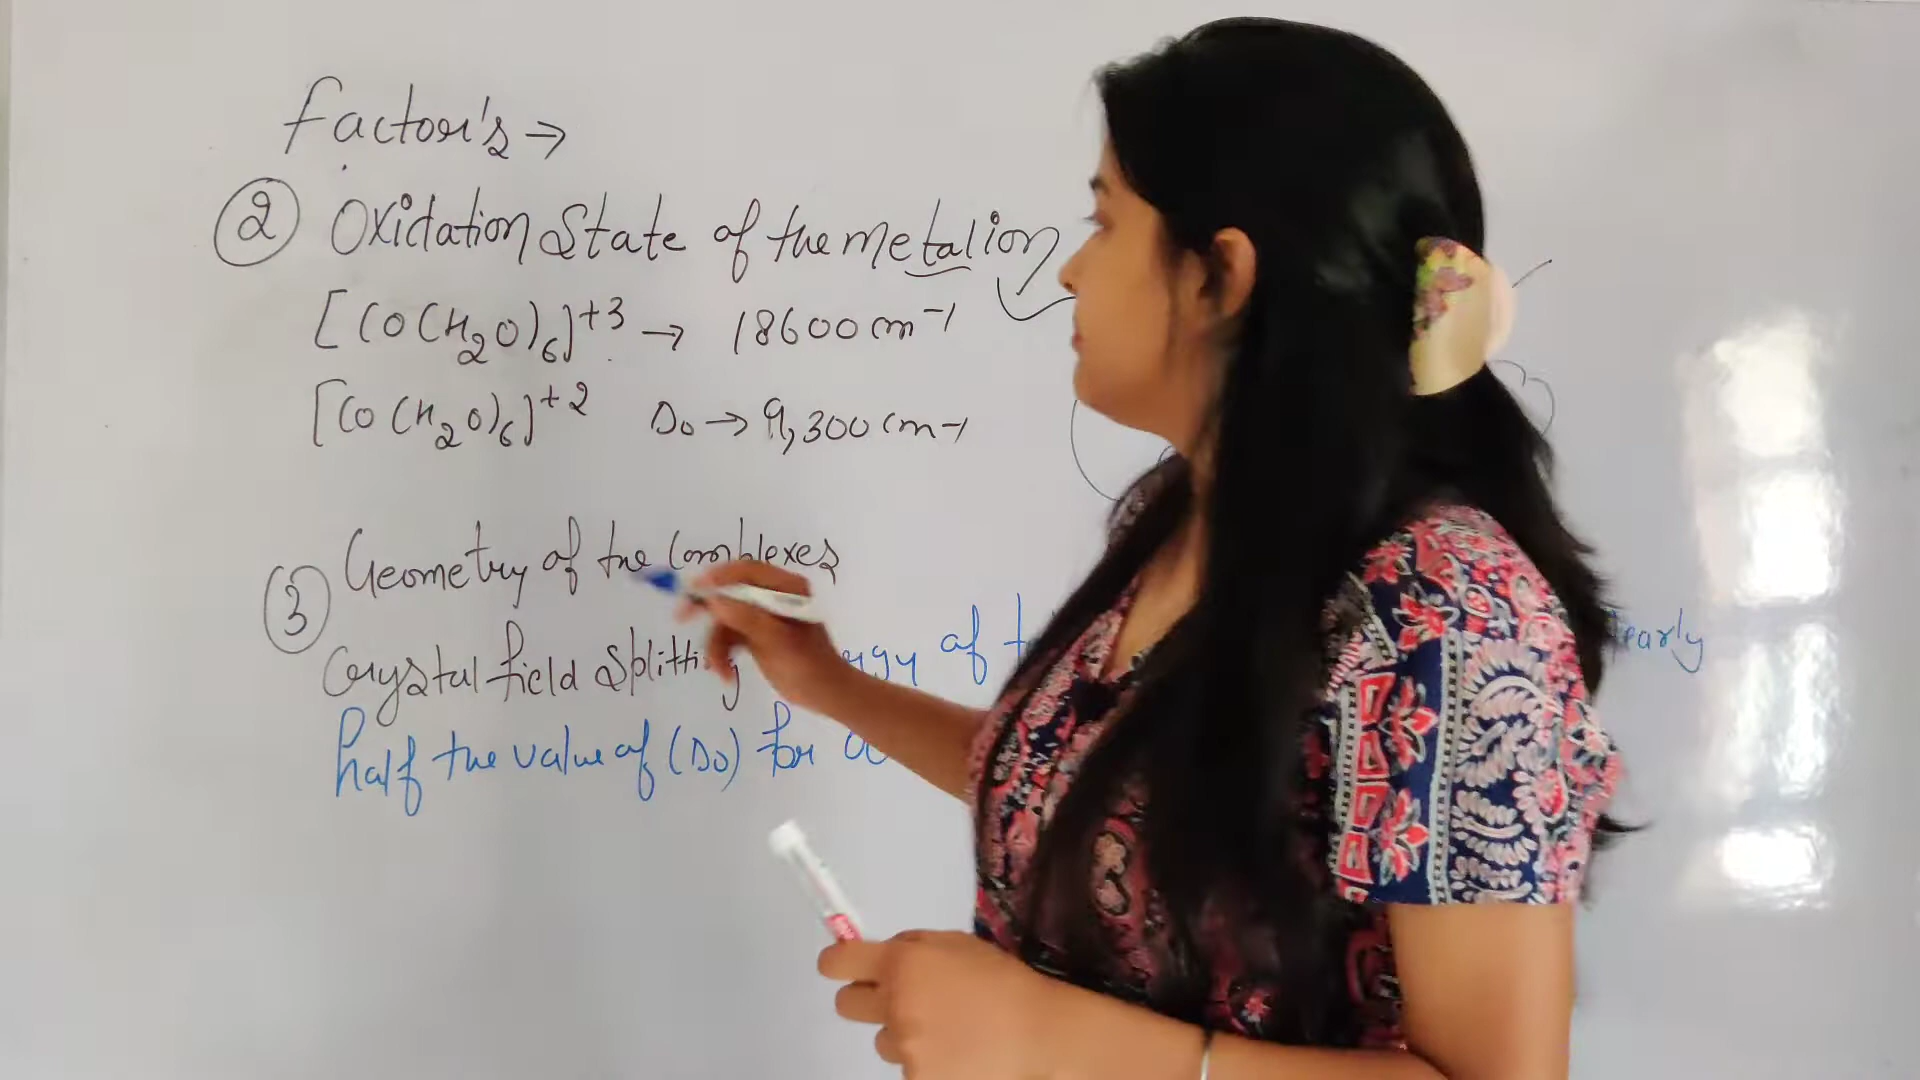 Factor's →
② Oxidation State of the metal ion
[Co(H₂O)₆]⁺³ → 18600 cm⁻¹
[Co(H₂O)₆]⁺² Do → 9,300 cm-1
③ Geometry of the Complexes
Crystal field Splitting of nearly
half the value of (Do) for